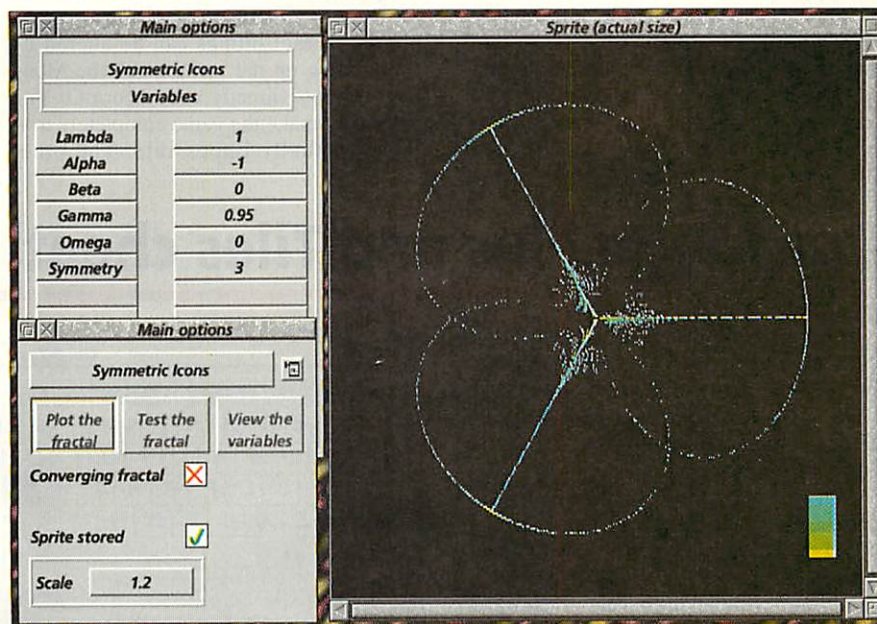 Main options
Symmetric Icons
Variables
Lambda 1
Alpha -1
Beta 0
Gamma 0.95
Omega 0
Symmetry 3
Main options
Symmetric Icons
Plot the
fractal
Test the
fractal
View the
variables
Converging fractal
Sprite stored
Scale 1.2
Sprite (actual size)